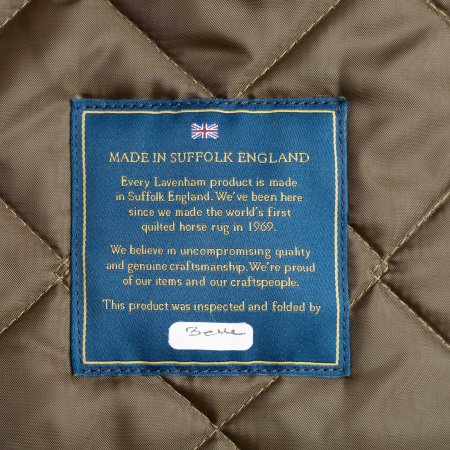 MADE IN SUFFOLK ENGLAND
Every Lavenham product is made
in Suffolk England. We've been here
since we made the world's first
quilted horse rug in 1969.
We believe in uncompromising quality
and genuine craftsmanship. We're proud
of our items and our craftspeople.
This product was inspected and folded by
Belle